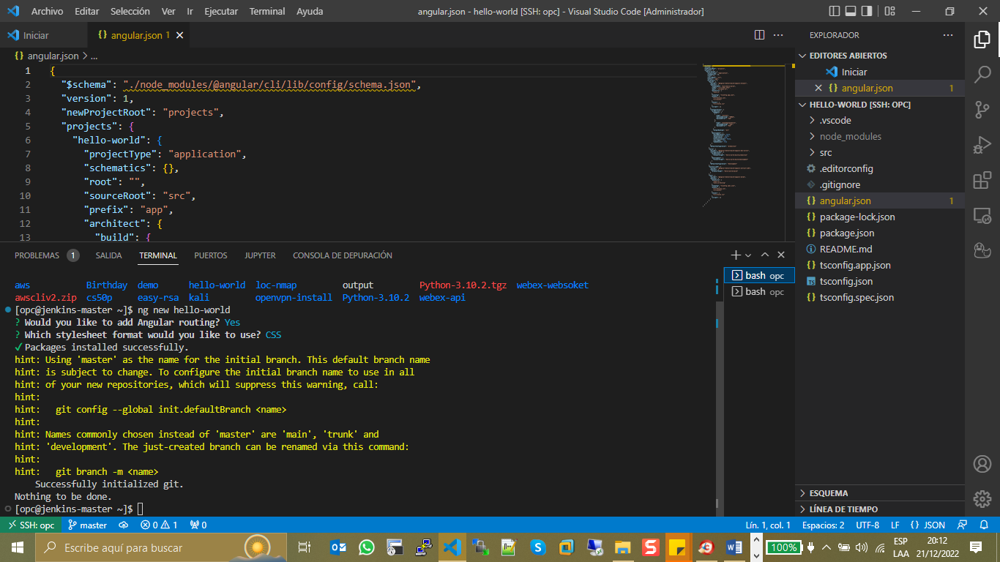 Archivo Editar Selección Ver Ir Ejecutar Terminal Ayuda
angular.json - hello-world [SSH: opc] - Visual Studio Code [Administrador]
Iniciar
{} angular.json 1
{} angular.json > ...
1 {
2 "$schema": "./node_modules/@angular/cli/lib/config/schema.json",
3 "version": 1,
4 "newProjectRoot": "projects",
5 "projects": {
6 "hello-world": {
7 "projectType": "application",
8 "schematics": {},
9 "root": "",
10 "sourceRoot": "src",
11 "prefix": "app",
12 "architect": {
13 "build": {
PROBLEMAS 1 SALIDA TERMINAL PUERTOS JUPYTER CONSOLA DE DEPURACIÓN
aws Birthday demo hello-world loc-nmap output Python-3.10.2.tgz webex-websoket
awscliv2.zip cs50p easy-rsa kali openvpn-install Python-3.10.2 webex-api
[opc@jenkins-master ~]$ ng new hello-world
? Would you like to add Angular routing? Yes
? Which stylesheet format would you like to use? CSS
✓ Packages installed successfully.
hint: Using 'master' as the name for the initial branch. This default branch name
hint: is subject to change. To configure the initial branch name to use in all
hint: of your new repositories, which will suppress this warning, call:
hint:
hint: git config --global init.defaultBranch <name>
hint:
hint: Names commonly chosen instead of 'master' are 'main', 'trunk' and
hint: 'development'. The just-created branch can be renamed via this command:
hint:
hint: git branch -m <name>
Successfully initialized git.
Nothing to be done.
[opc@jenkins-master ~]$
bash opc
bash opc
EXPLORADOR
EDITORES ABIERTOS
Iniciar
{} angular.json 1
HELLO-WORLD [SSH: OPC]
.vscode
node_modules
src
.editorconfig
.gitignore
{} angular.json 1
{} package-lock.json
{} package.json
README.md
{} tsconfig.app.json
TS tsconfig.json
{} tsconfig.spec.json
ESQUEMA
LÍNEA DE TIEMPO
SSH: opc master 0 1 0
Lín. 1, col. 1 Espacios: 2 UTF-8 LF {} JSON
Escribe aquí para buscar
100%
ESP
LAA
20:12
21/12/2022